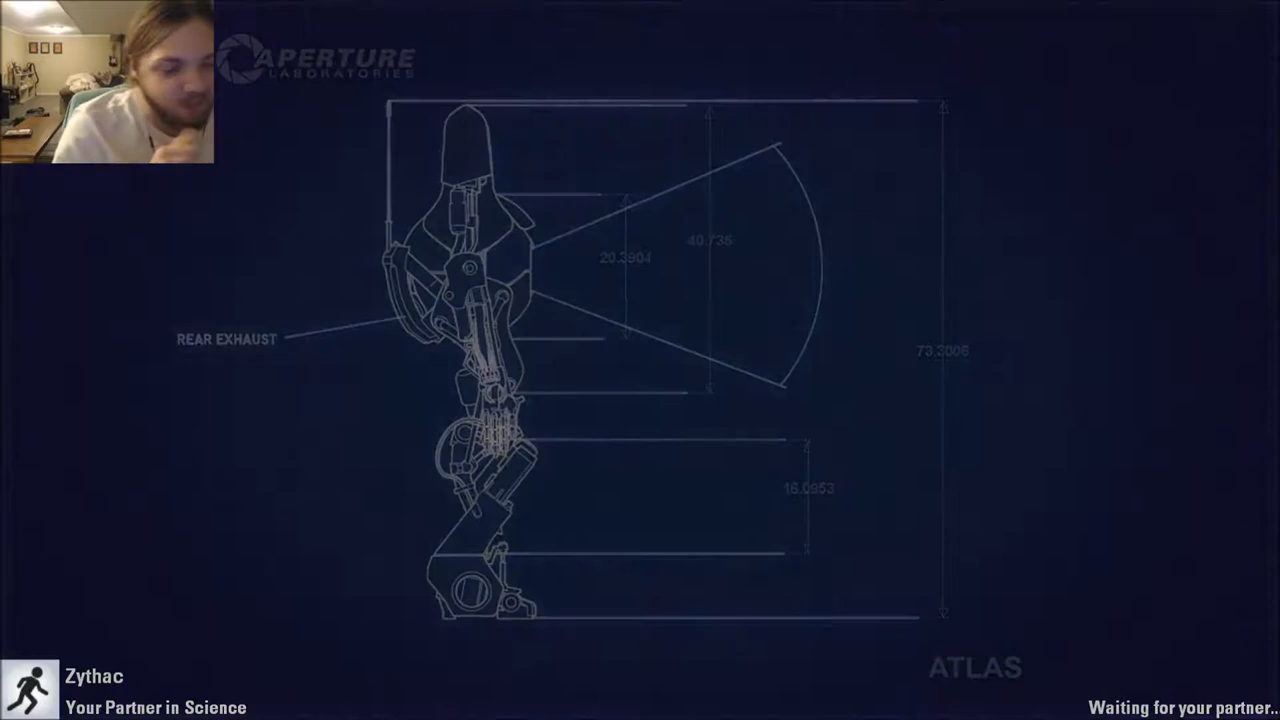 APERTURE
LABORATORIES
20.3904
40.736
REAR EXHAUST
73.3006
16.0953
ATLAS
Zythac
Your Partner in Science
Waiting for your partner..